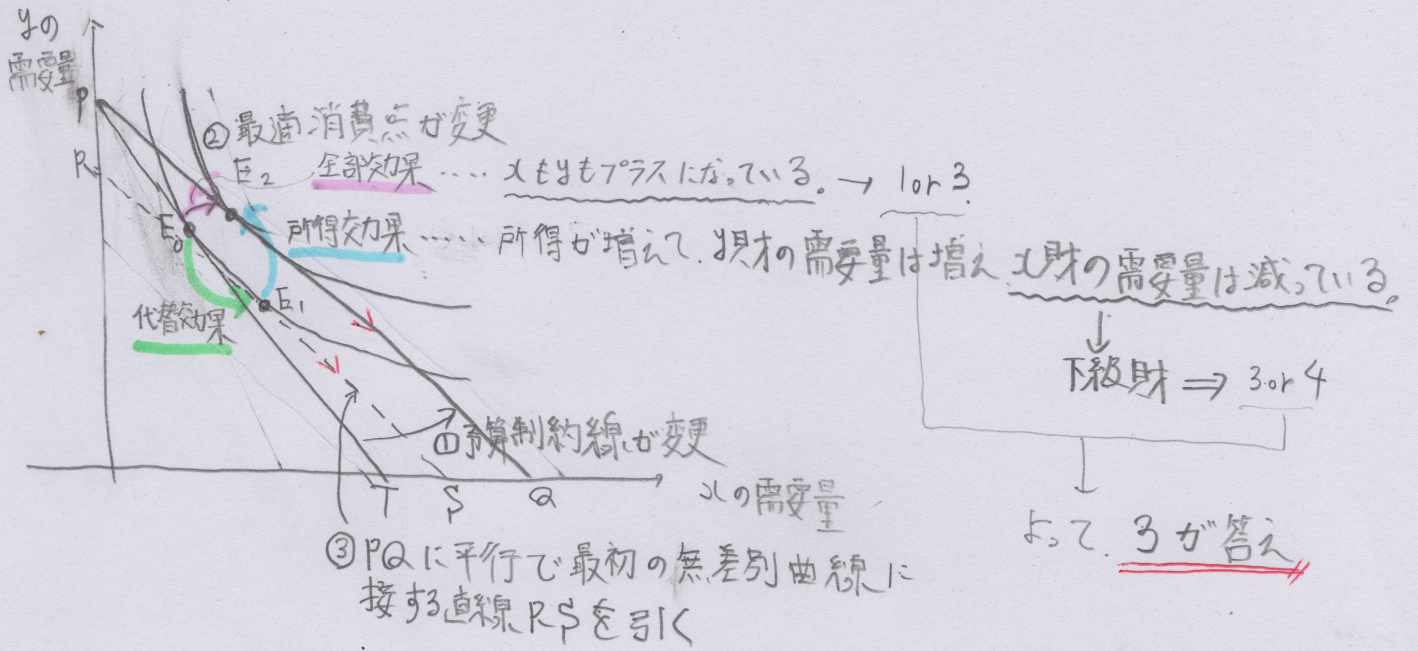 yの
需要量
P
R
②最適消費点が変更
E₂
全部効果 ‥‥ xもyもプラスになっている。→ 1 or 3
E₀
所得効果 ‥‥‥ 所得が増えて、y財の需要量は増え x財の需要量は減っている。
E₁
代替効果
下級財 ⇒ 3 or 4
①予算制約線が変更
T
S
Q
xの需要量
よって、3が答え
③PQに平行で最初の無差別曲線に
接する直線RSを引く